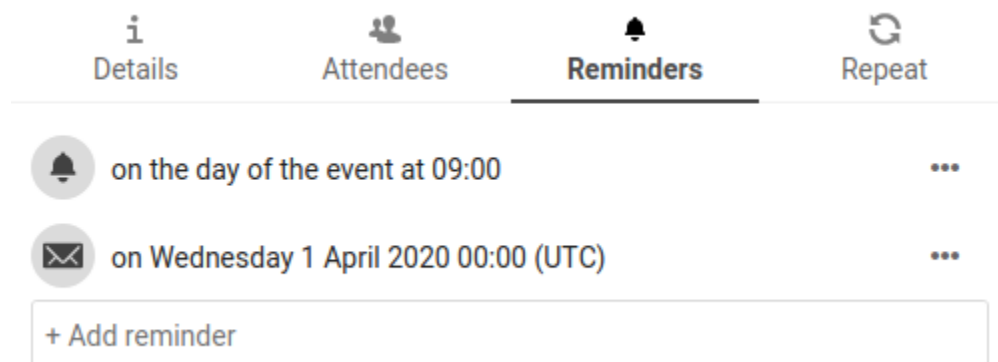 Details Attendees Reminders Repeat
on the day of the event at 09:00
on Wednesday 1 April 2020 00:00 (UTC)
+ Add reminder